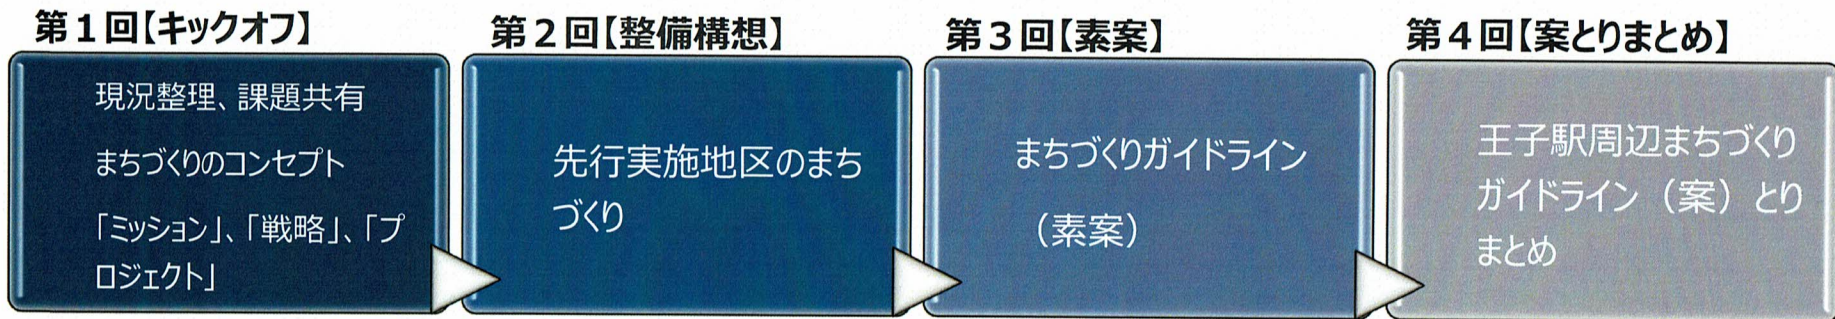 第１回【キックオフ】
現況整理、課題共有
まちづくりのコンセプト
「ミッション」、「戦略」、「プ
ロジェクト」
第２回【整備構想】
先行実施地区のまち
づくり
第３回【素案】
まちづくりガイドライン
（素案）
第４回【案とりまとめ】
王子駅周辺まちづくり
ガイドライン（案）とり
まとめ